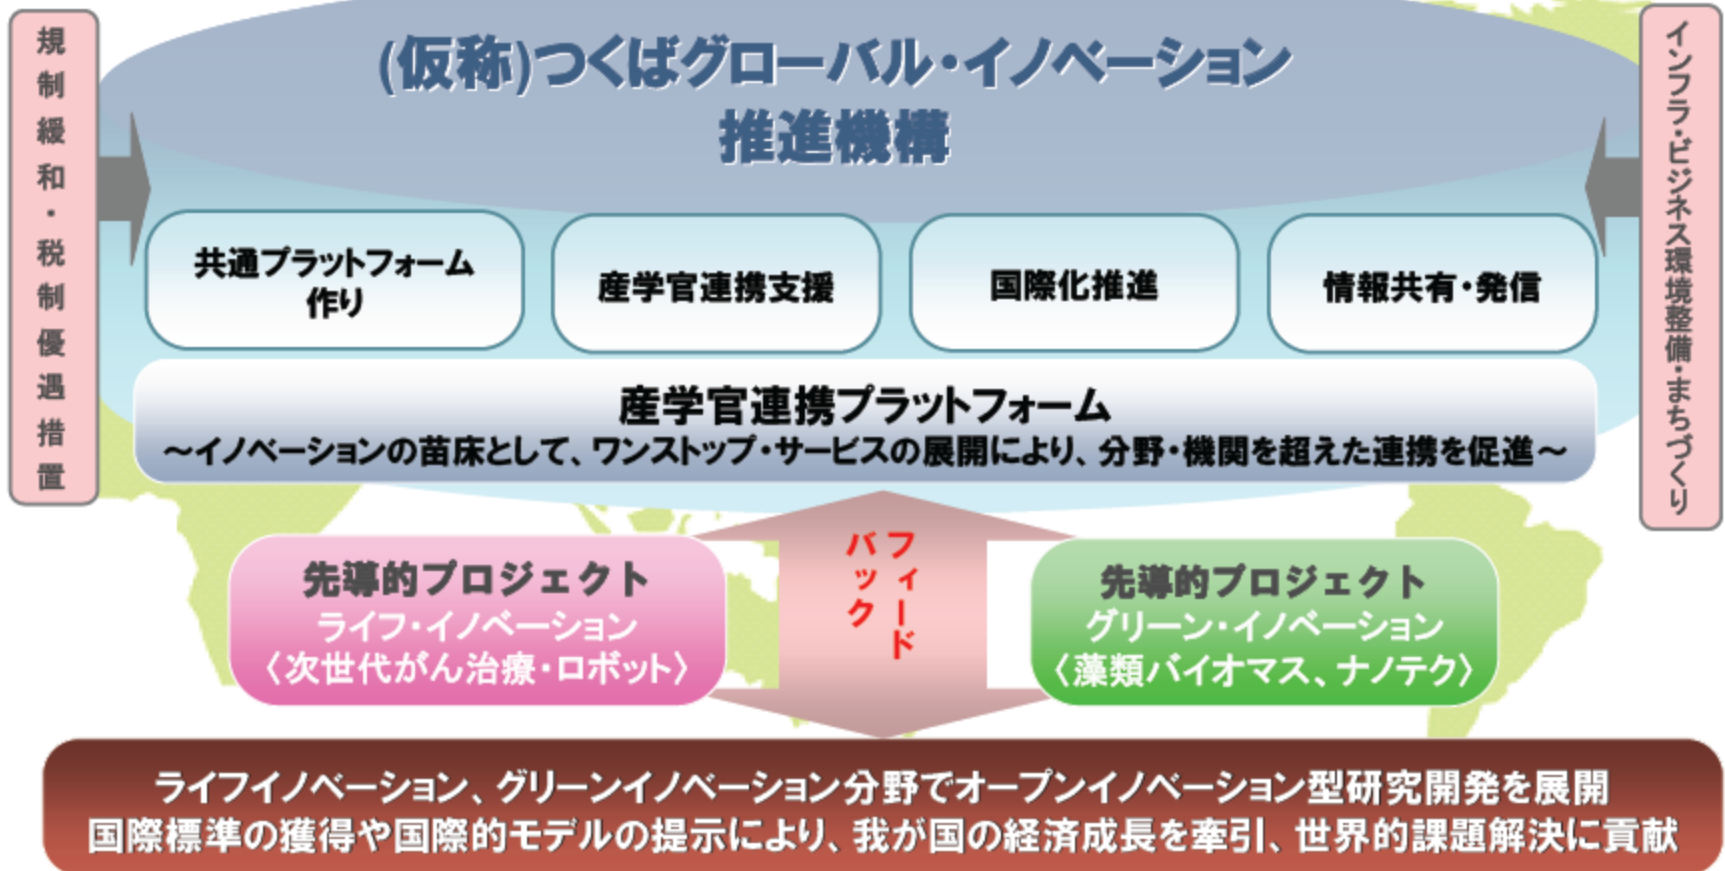 (仮称)つくばグローバル・イノベーション
推進機構
規制緩和・税制優遇措置
インフラ・ビジネス環境整備・まちづくり
共通プラットフォーム
作り
産学官連携支援
国際化推進
情報共有・発信
産学官連携プラットフォーム
～イノベーションの苗床として、ワンストップ・サービスの展開により、分野・機関を超えた連携を促進～
フィード
バック
先導的プロジェクト
ライフ・イノベーション
〈次世代がん治療・ロボット〉
先導的プロジェクト
グリーン・イノベーション
〈藻類バイオマス、ナノテク〉
ライフイノベーション、グリーンイノベーション分野でオープンイノベーション型研究開発を展開
国際標準の獲得や国際的モデルの提示により、我が国の経済成長を牽引、世界的課題解決に貢献